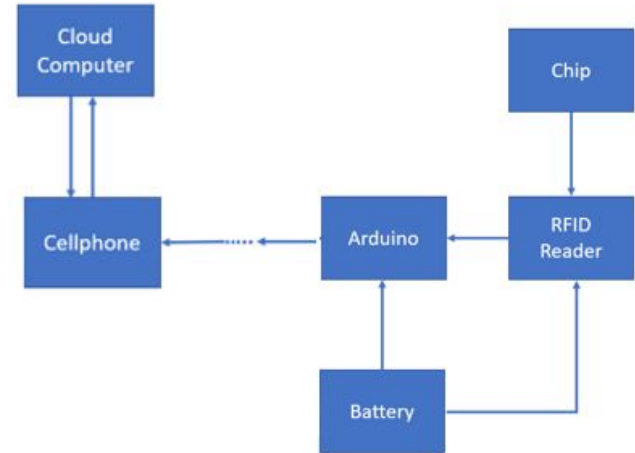 Cloud
Computer
Chip
Cellphone
Arduino
RFID
Reader
Battery